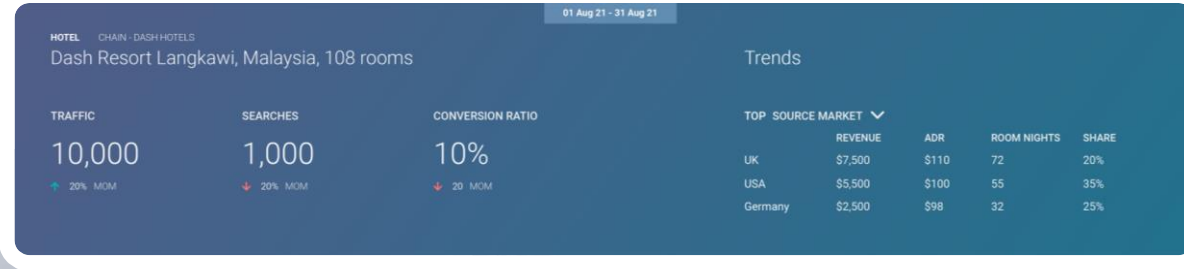 01 Aug 21 - 31 Aug 21
HOTEL CHAIN - DASH HOTELS
Dash Resort Langkawi, Malaysia, 108 rooms
TRAFFIC SEARCHES CONVERSION RATIO
10,000 1,000 10%
20% MOM 20% MOM 20 MOM
Trends
TOP SOURCE MARKET
REVENUE ADR ROOM NIGHTS SHARE
UK $7,500 $110 72 20%
USA $5,500 $100 55 35%
Germany $2,500 $98 32 25%